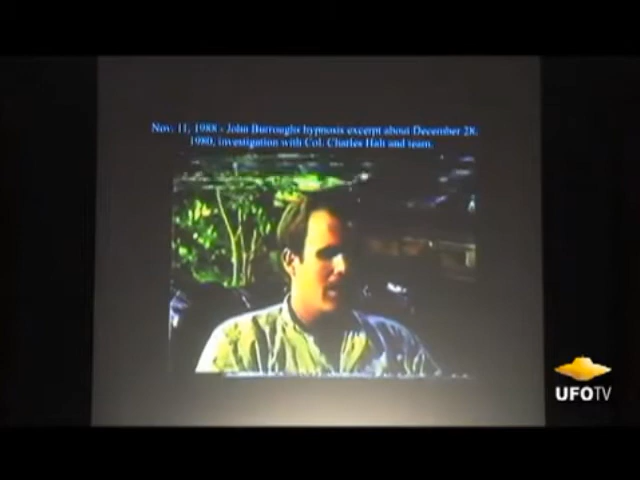 Nov. 11, 1988 - John Burroughs hypnosis excerpt about December 28,
1980, investigation with Col. Charles Halt and team.
UFOTV